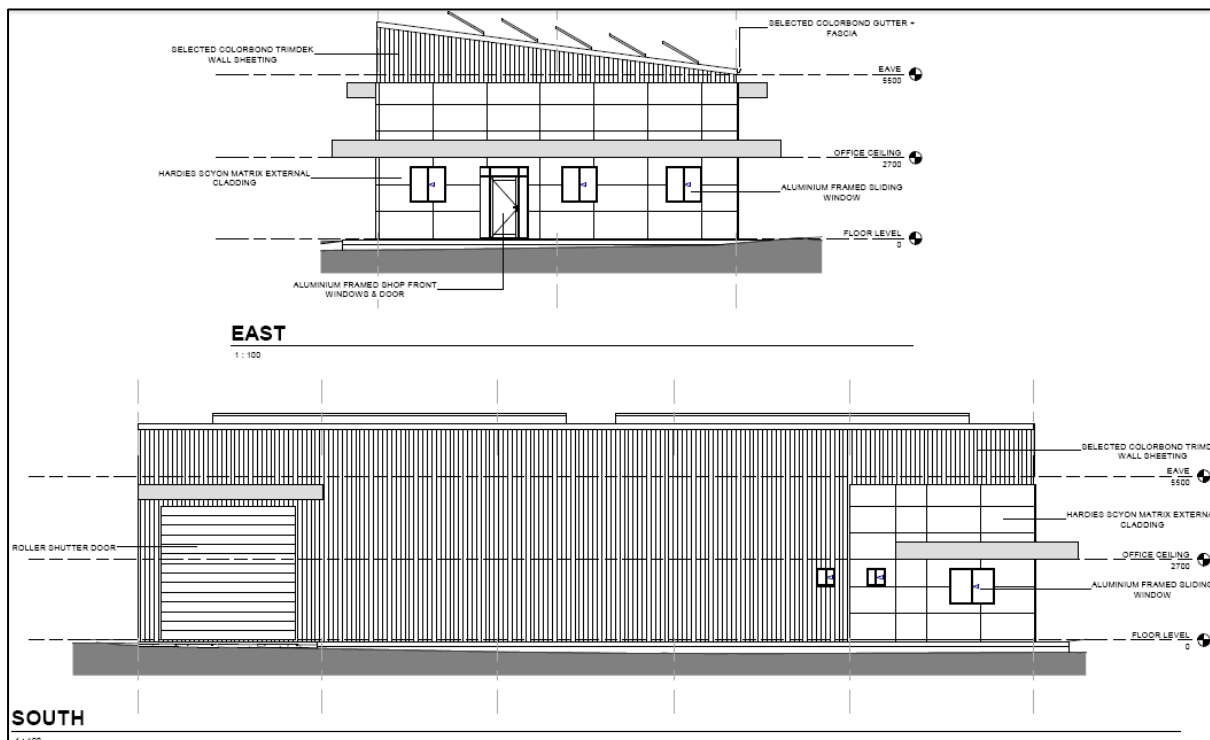 SELECTED COLORBOND GUTTER +
FASCIA
SELECTED COLORBOND TRIMDEK
WALL SHEETING
EAVE
5500
OFFICE CEILING
2700
HARDIES SCYON MATRIX EXTERNAL
CLADDING
ALUMINIUM FRAMED SLIDING
WINDOW
FLOOR LEVEL
0
ALUMINIUM FRAMED SHOP FRONT
WINDOWS & DOOR
EAST
1 : 100
SELECTED COLORBOND TRIMD
WALL SHEETING
EAVE
5500
HARDIES SCYON MATRIX EXTERNA
CLADDING
ROLLER SHUTTER DOOR
OFFICE CEILING
2700
ALUMINIUM FRAMED SLIDING
WINDOW
FLOOR LEVEL
0
SOUTH